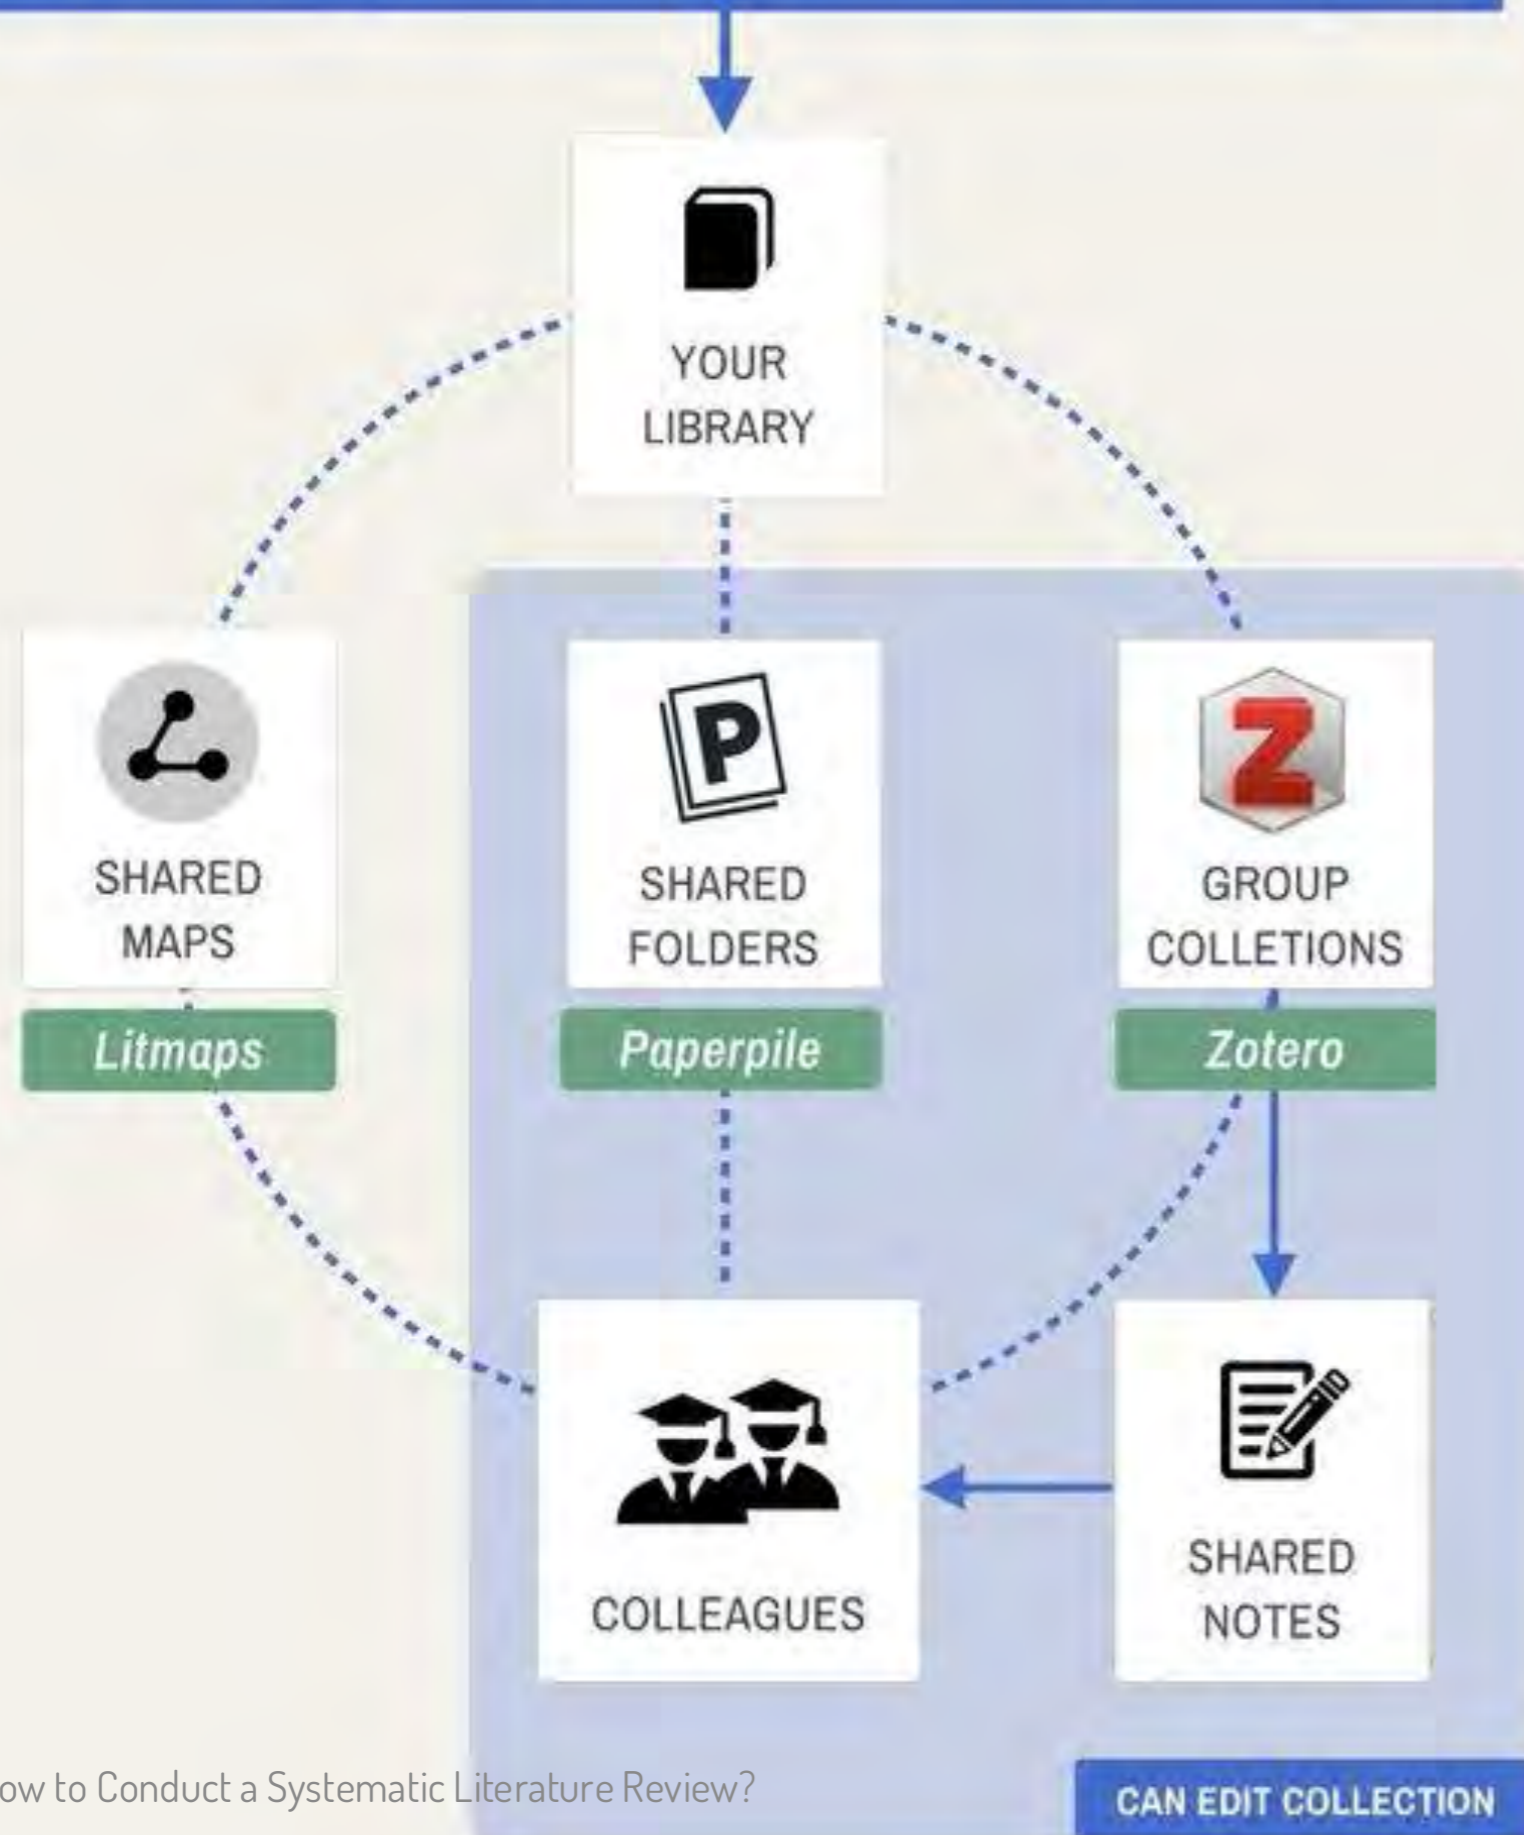 YOUR
LIBRARY
P
Z
SHARED
MAPS
SHARED
FOLDERS
GROUP
COLLETIONS
Litmaps
Paperpile
Zotero
COLLEAGUES
SHARED
NOTES
ow to Conduct a Systematic Literature Review?
CAN EDIT COLLECTION